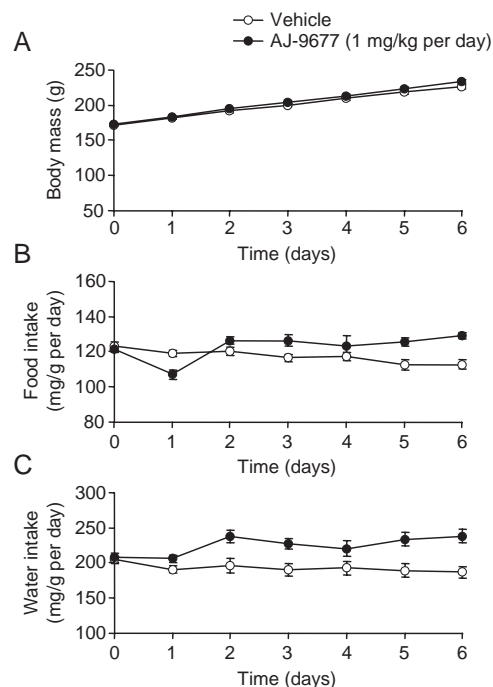 Vehicle
AJ-9677 (1 mg/kg per day)
A
250
200
150
100
50
Body mass (g)
0 1 2 3 4 5 6
Time (days)
B
160
140
120
100
80
Food intake
(mg/g per day)
0 1 2 3 4 5 6
Time (days)
C
300
250
200
150
100
Water intake
(mg/g per day)
0 1 2 3 4 5 6
Time (days)